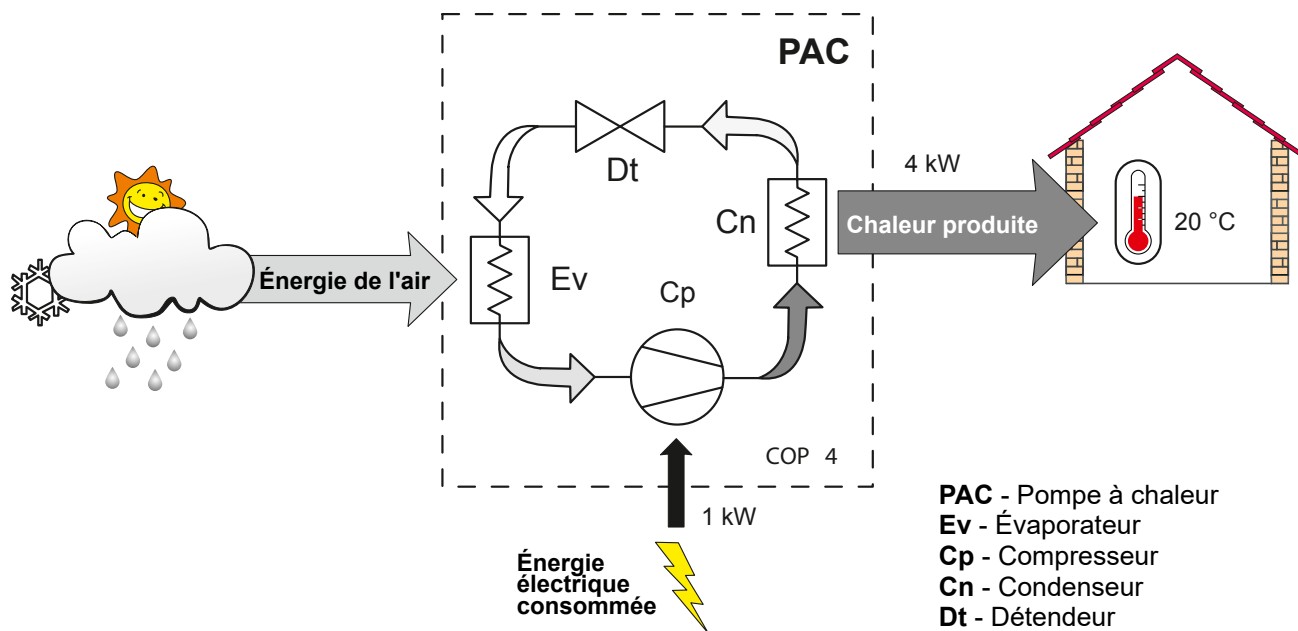 PAC
Dt
4 kW
Cn
Chaleur produite
20 °C
Énergie de l'air
Ev
Cp
COP 4
1 kW
Énergie
électrique
consommée
PAC - Pompe à chaleur
Ev - Évaporateur
Cp - Compresseur
Cn - Condenseur
Dt - Détendeur